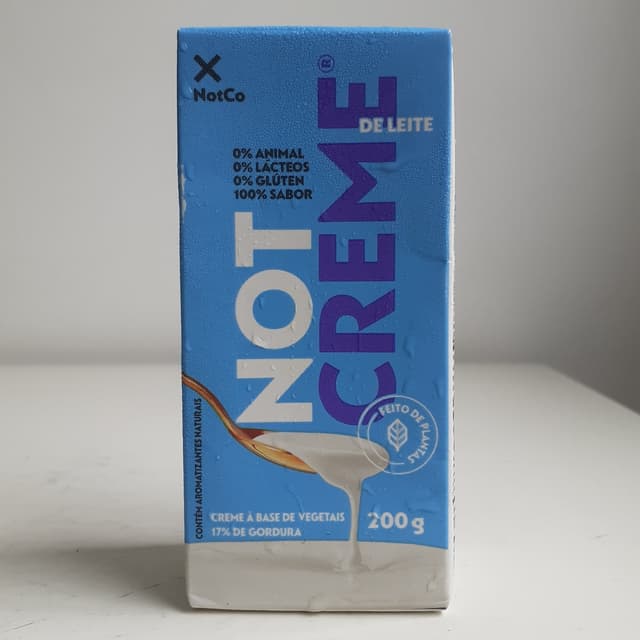 NotCo
NOT
CREME®
DE LEITE
0% ANIMAL
0% LÁCTEOS
0% GLÚTEN
100% SABOR
FEITO DE PLANTAS
CONTÉM AROMATIZANTES NATURAIS
CREME À BASE DE VEGETAIS
17% DE GORDURA
200 g